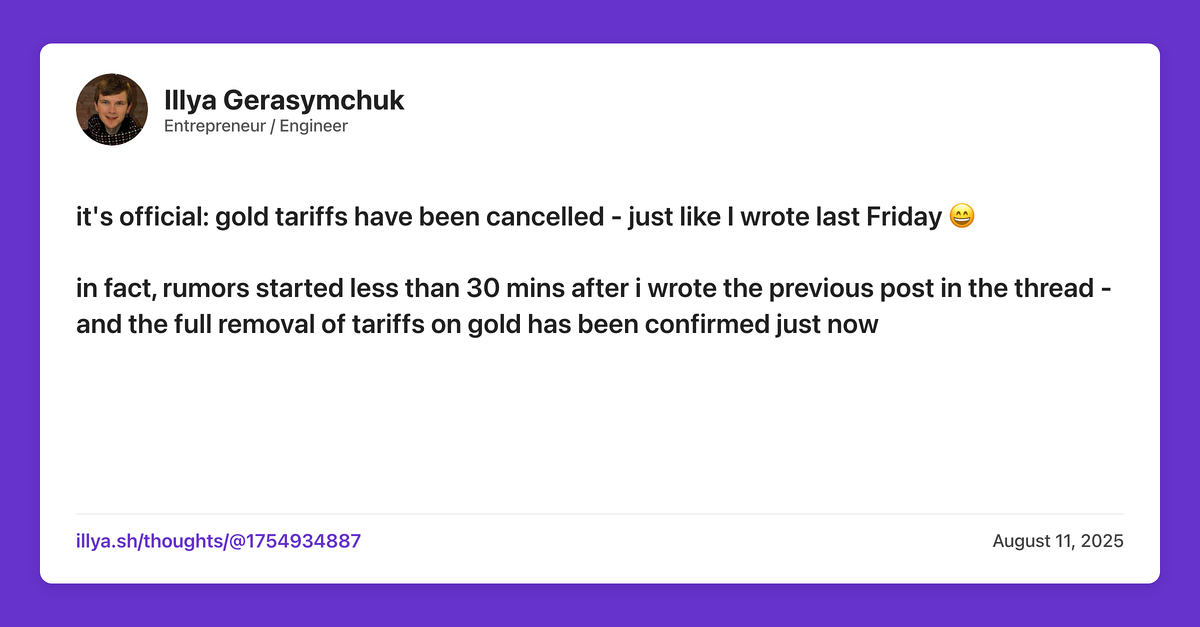 Illya Gerasymchuk
Entrepreneur / Engineer
it's official: gold tariffs have been cancelled - just like I wrote last Friday 😄
in fact, rumors started less than 30 mins after i wrote the previous post in the thread -
and the full removal of tariffs on gold has been confirmed just now
illya.sh/thoughts/@1754934887
August 11, 2025